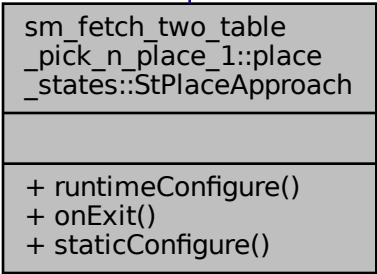 sm_fetch_two_table
_pick_n_place_1::place
_states::StPlaceApproach
+ runtimeConfigure()
+ onExit()
+ staticConfigure()